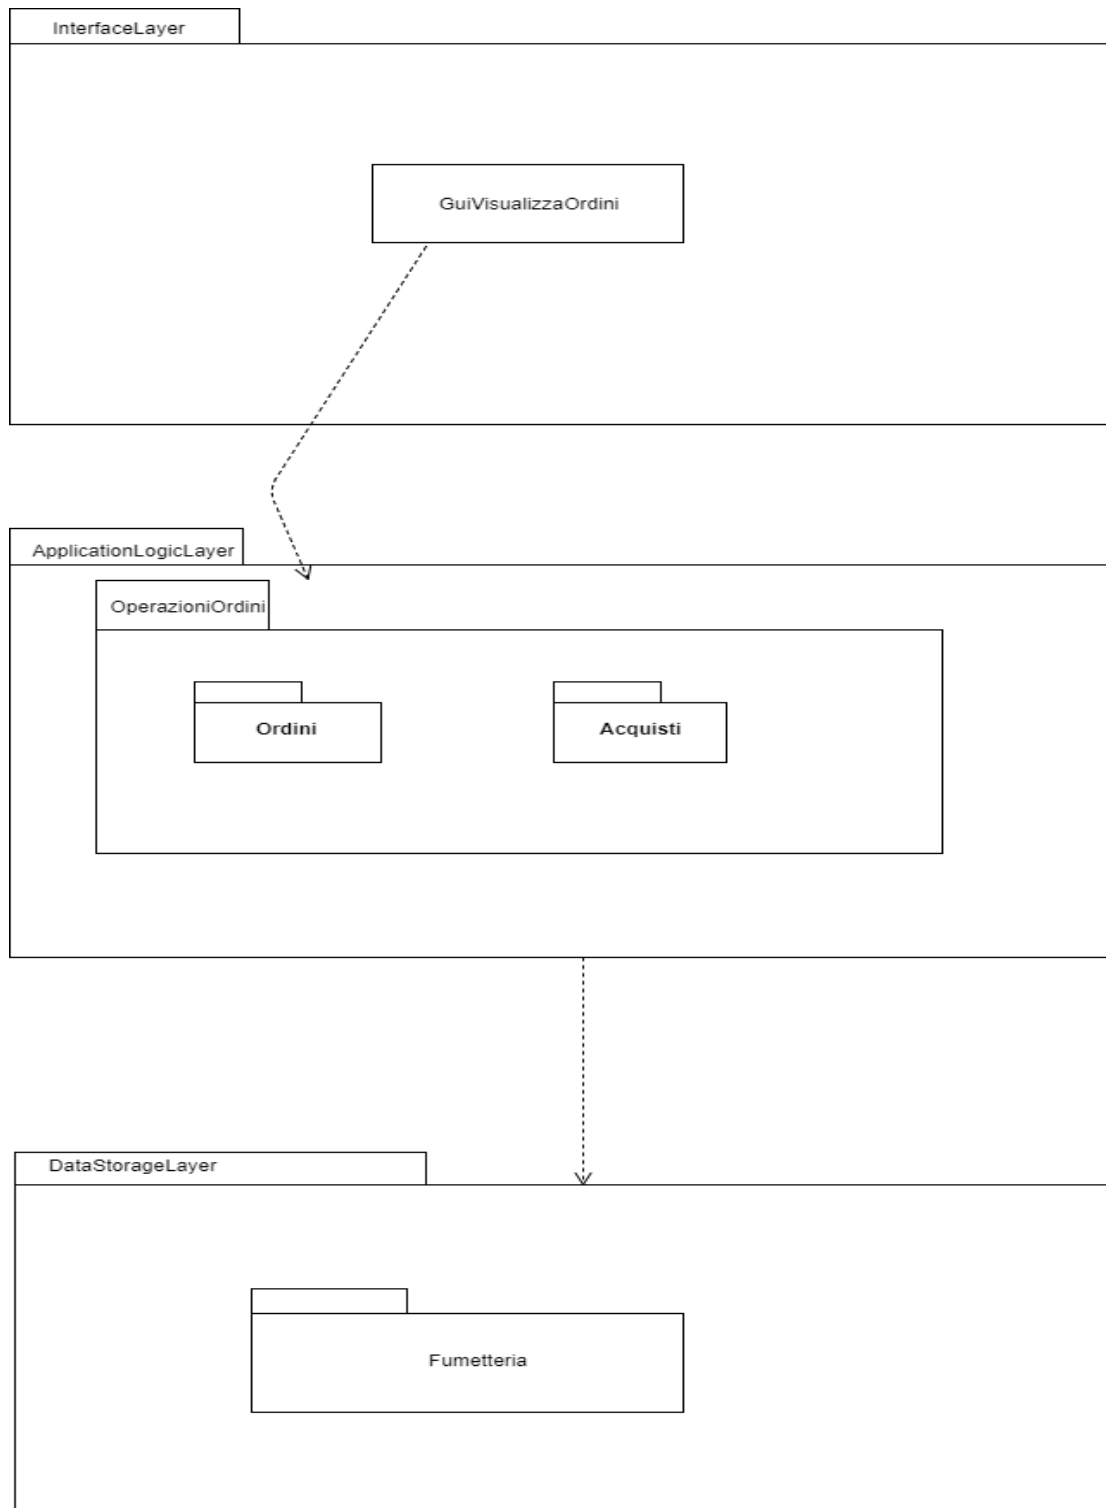 InterfaceLayer
GuiVisualizzaOrdini
ApplicationLogicLayer
OperazioniOrdini
Ordini
Acquisti
DataStorageLayer
Fumetteria